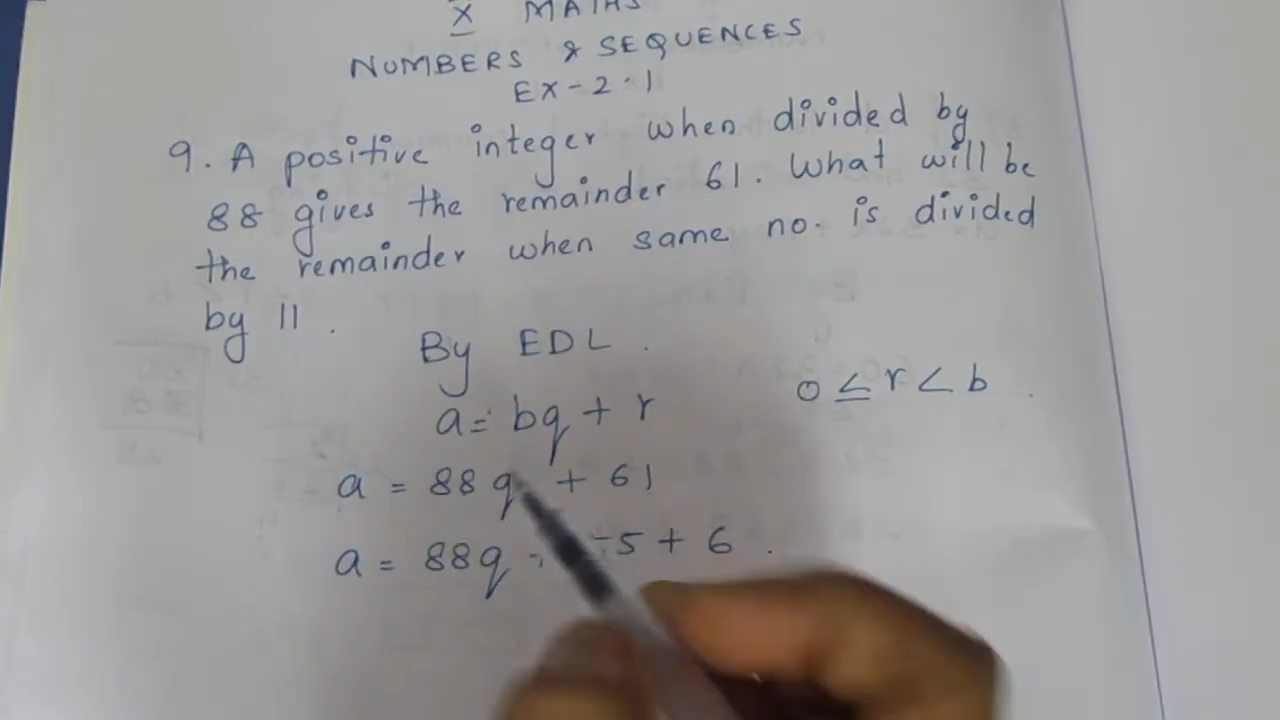 X MATHS
NUMBERS & SEQUENCES
EX-2.1
9. A positive integer when divided by
88 gives the remainder 61. What will be
the remainder when same no. is divided
by 11.
By EDL.
a = bq + r 0 ≤ r < b.
a = 88q + 61
a = 88q 5 + 6.